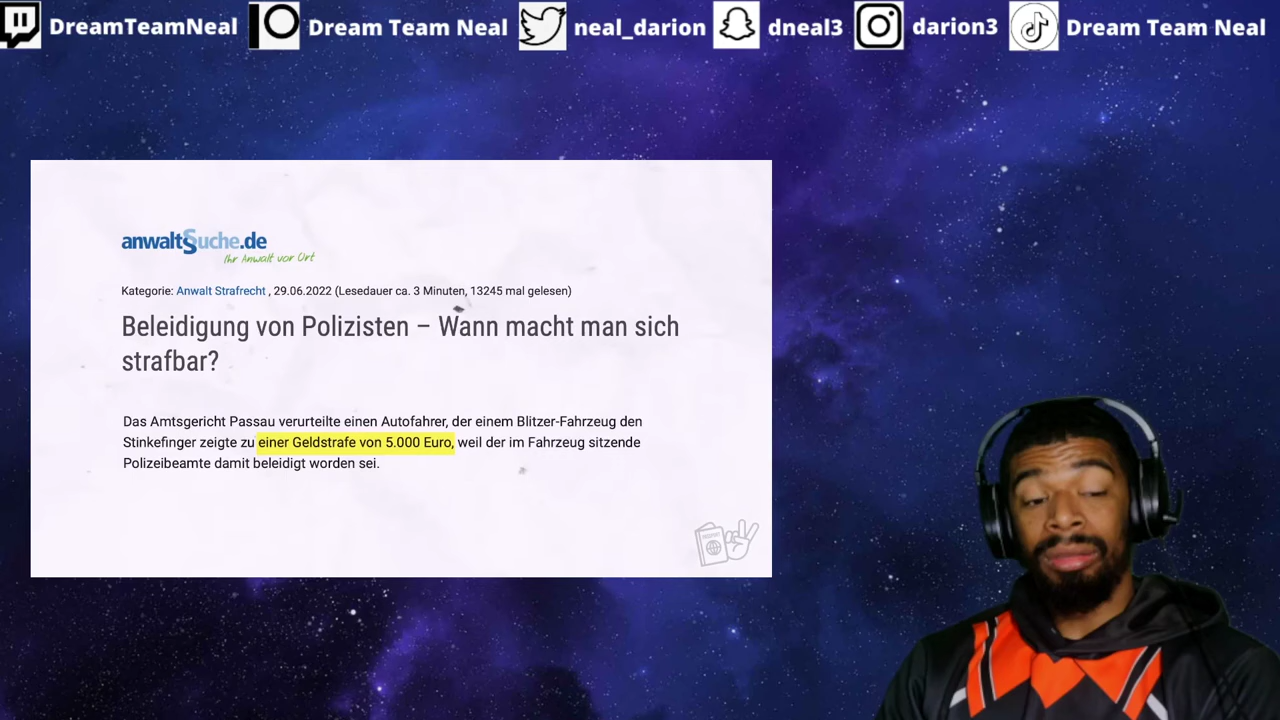 DreamTeamNeal Dream Team Neal neal_darion dneal3 darion3 Dream Team Neal
anwaltSuche.de
Ihr Anwalt vor Ort
Kategorie: Anwalt Strafrecht , 29.06.2022 (Lesedauer ca. 3 Minuten, 13245 mal gelesen)
Beleidigung von Polizisten – Wann macht man sich
strafbar?
Das Amtsgericht Passau verurteilte einen Autofahrer, der einem Blitzer-Fahrzeug den
Stinkefinger zeigte zu einer Geldstrafe von 5.000 Euro, weil der im Fahrzeug sitzende
Polizeibeamte damit beleidigt worden sei.
PASSPORT